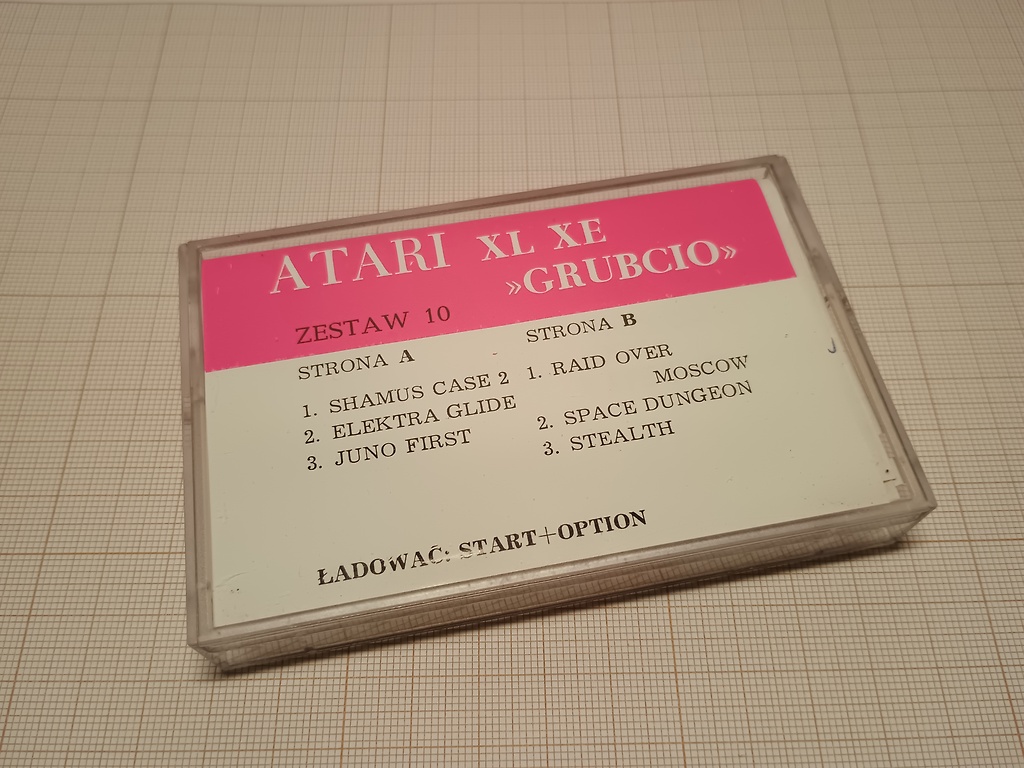 ATARI XL XE
»GRUBCIO»
ZESTAW 10
STRONA A
1. SHAMUS CASE 2
2. ELEKTRA GLIDE
3. JUNO FIRST
STRONA B
1. RAID OVER
MOSCOW
2. SPACE DUNGEON
3. STEALTH
ŁADOWAĆ: START+OPTION